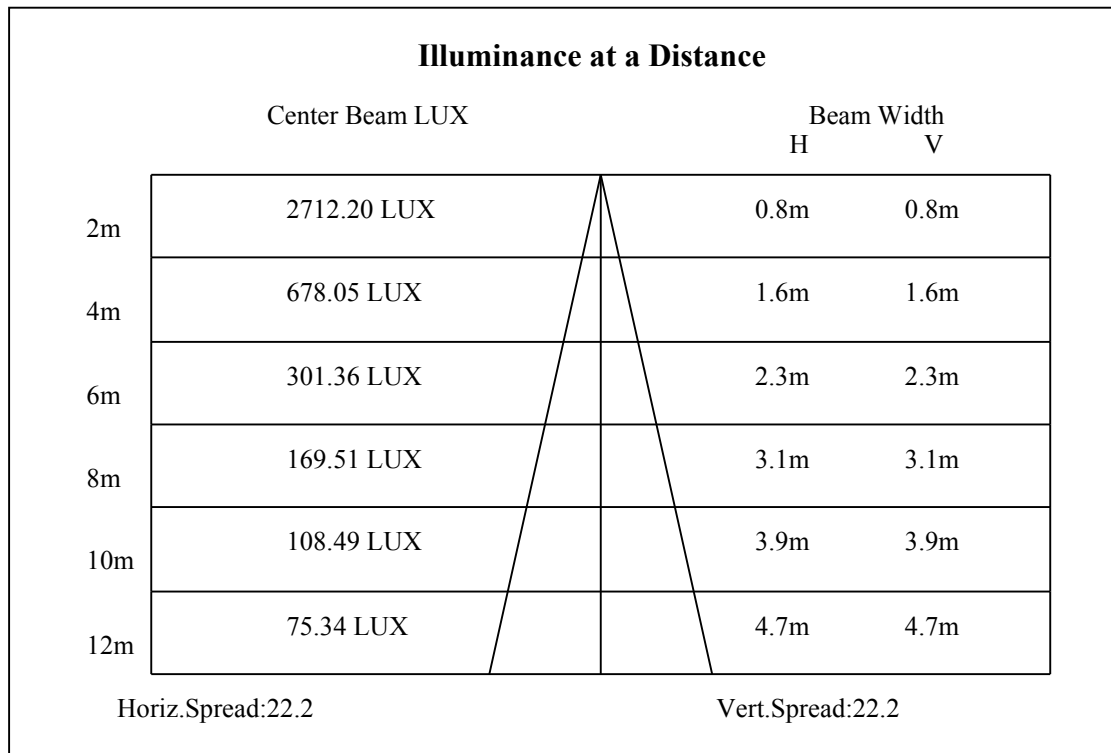 Illuminance at a Distance
Center Beam LUX Beam Width
H V
2m 2712.20 LUX 0.8m 0.8m
4m 678.05 LUX 1.6m 1.6m
6m 301.36 LUX 2.3m 2.3m
8m 169.51 LUX 3.1m 3.1m
10m 108.49 LUX 3.9m 3.9m
12m 75.34 LUX 4.7m 4.7m
Horiz.Spread:22.2 Vert.Spread:22.2